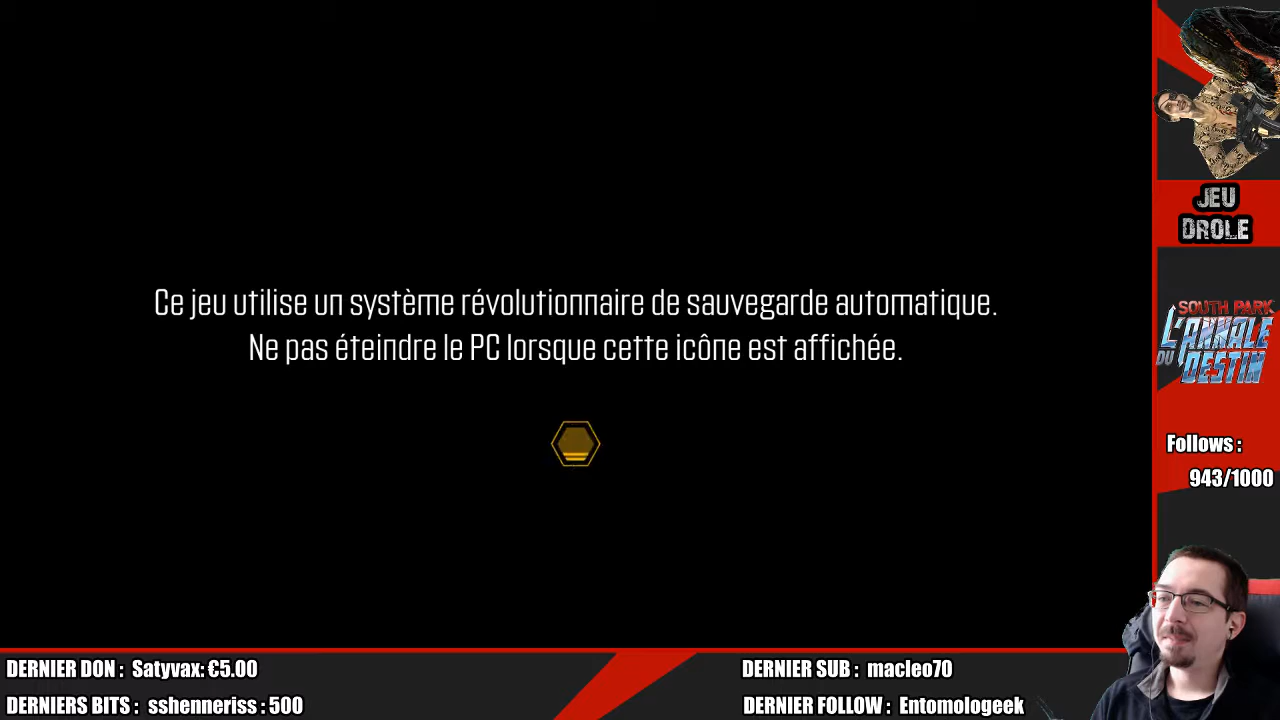 Ce jeu utilise un système révolutionnaire de sauvegarde automatique.
Ne pas éteindre le PC lorsque cette icône est affichée.
JEU
DROLE
SOUTH PARK
L'ANNALE
DU DESTIN
Follows :
943/1000
DERNIER DON : Satyvax: €5.00
DERNIER SUB : macleo70
DERNIERS BITS : sshenneriss : 500
DERNIER FOLLOW : Entomologeek